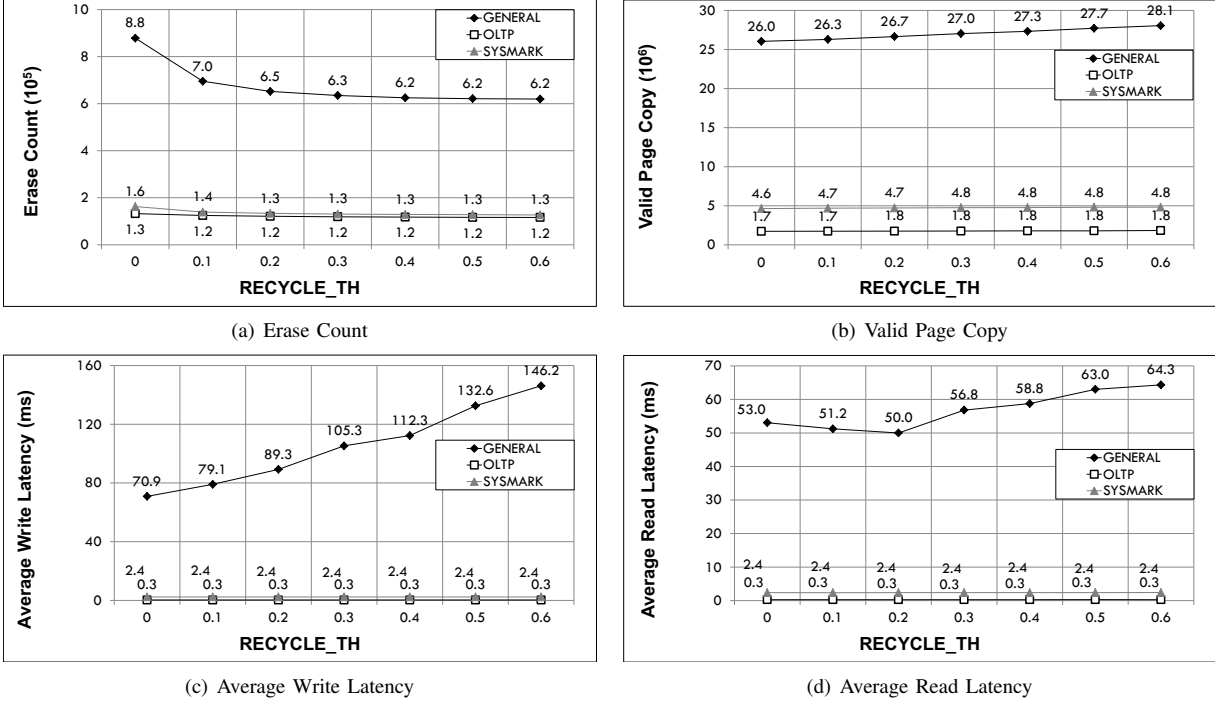 10
8
6
4
2
0
Erase Count (10⁵)
8.8 7.0 6.5 6.3 6.2 6.2 6.2
1.6 1.4 1.3 1.3 1.3 1.3 1.3
1.3 1.2 1.2 1.2 1.2 1.2 1.2
GENERAL
OLTP
SYSMARK
0 0.1 0.2 0.3 0.4 0.5 0.6
RECYCLE_TH
(a) Erase Count
30
25
20
15
10
5
0
Valid Page Copy (10⁶)
26.0 26.3 26.7 27.0 27.3 27.7 28.1
4.6 4.7 4.7 4.8 4.8 4.8 4.8
1.7 1.7 1.8 1.8 1.8 1.8 1.8
GENERAL
OLTP
SYSMARK
0 0.1 0.2 0.3 0.4 0.5 0.6
RECYCLE_TH
(b) Valid Page Copy
160
120
80
40
0
Average Write Latency (ms)
70.9 79.1 89.3 105.3 112.3 132.6 146.2
2.4 2.4 2.4 2.4 2.4 2.4 2.4
0.3 0.3 0.3 0.3 0.3 0.3 0.3
GENERAL
OLTP
SYSMARK
0 0.1 0.2 0.3 0.4 0.5 0.6
RECYCLE_TH
(c) Average Write Latency
70
60
50
40
30
20
10
0
Average Read Latency (ms)
53.0 51.2 50.0 56.8 58.8 63.0 64.3
2.4 2.4 2.4 2.4 2.4 2.4 2.4
0.3 0.3 0.3 0.3 0.3 0.3 0.3
GENERAL
OLTP
SYSMARK
0 0.1 0.2 0.3 0.4 0.5 0.6
RECYCLE_TH
(d) Average Read Latency